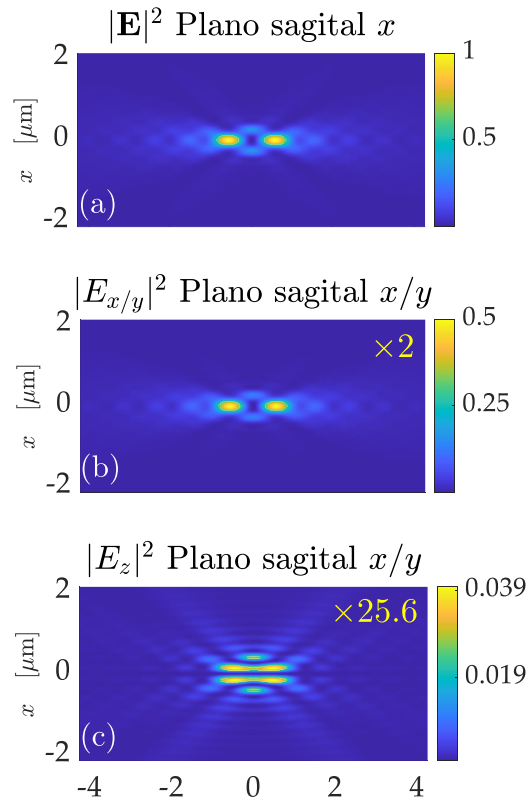 |E|² Plano sagital x
2
0
-2
x [μm]
(a)
1
0.5
|Eₓ/ᵧ|² Plano sagital x/y
2
0
-2
x [μm]
×2
(b)
0.5
0.25
|E_z|² Plano sagital x/y
2
0
-2
x [μm]
×25.6
(c)
0.039
0.019
-4 -2 0 2 4